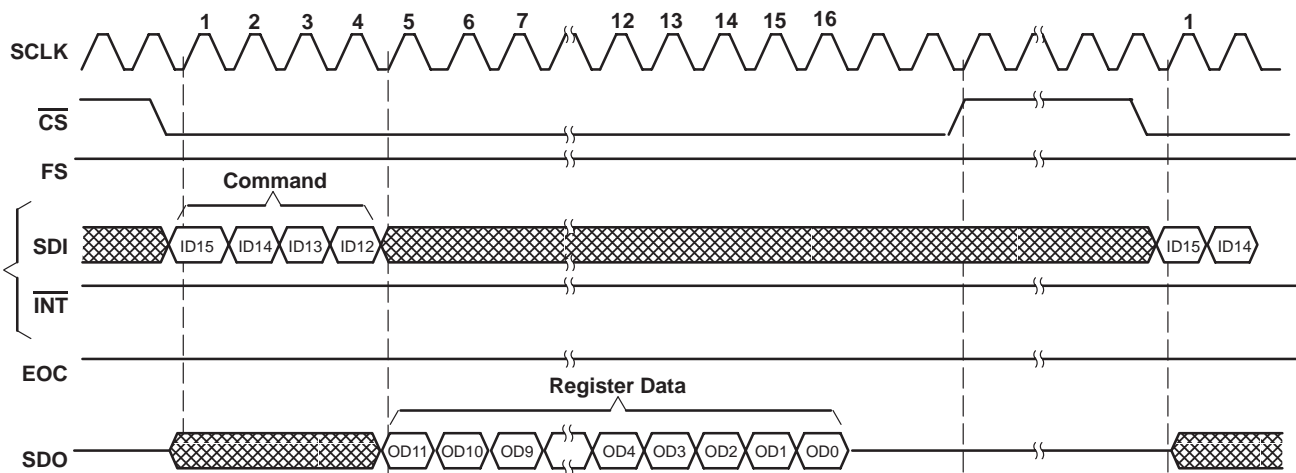 1 2 3 4 5 6 7 12 13 14 15 16 1
SCLK
CS
FS
Command
SDI ID15 ID14 ID13 ID12 ID15 ID14
INT
EOC
Register Data
SDO OD11 OD10 OD9 OD4 OD3 OD2 OD1 OD0